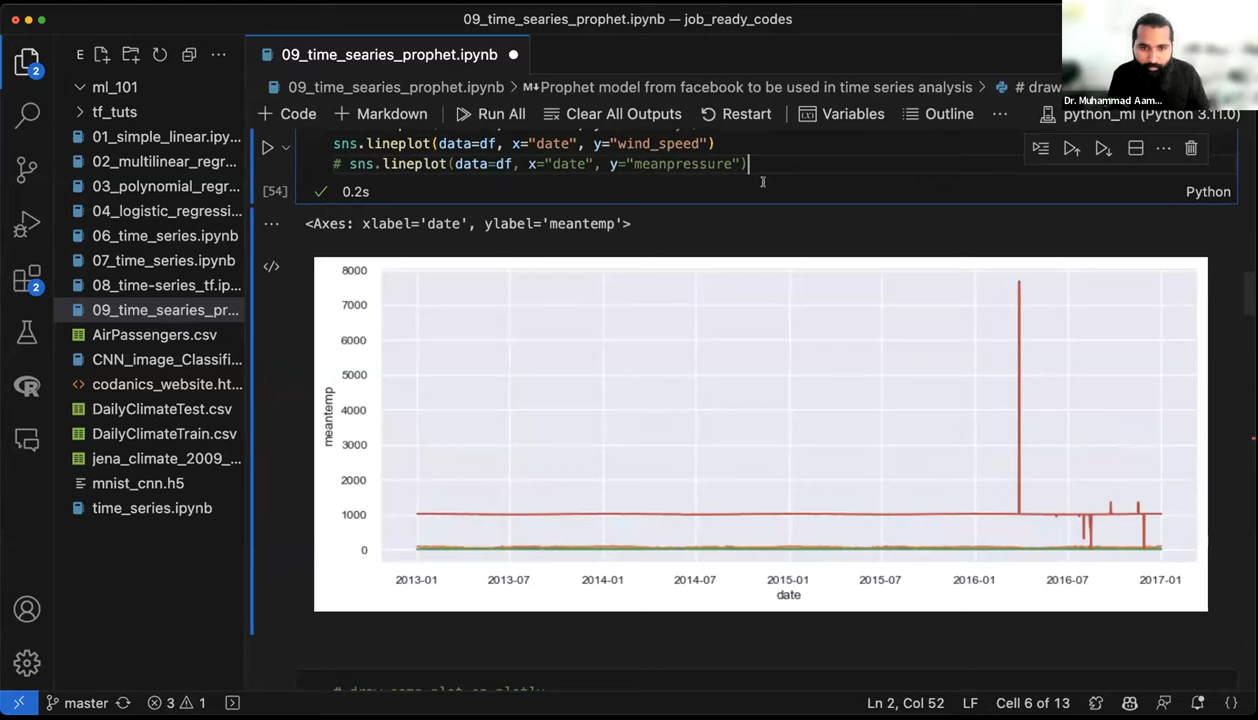 09_time_searies_prophet.ipynb — job_ready_codes
Dr. Muhammad Aam...
E
09_time_searies_prophet.ipynb
ml_101
tf_tuts
01_simple_linear.ipy...
02_multilinear_regr...
03_polynomial_regr...
04_logistic_regressi...
06_time_series.ipynb
07_time_series.ipynb
08_time-series_tf.ip...
09_time_searies_pr...
AirPassengers.csv
CNN_image_Classifi...
codanics_website.ht...
DailyClimateTest.csv
DailyClimateTrain.csv
jena_climate_2009_...
mnist_cnn.h5
time_series.ipynb
2
2
09_time_searies_prophet.ipynb > M↓Prophet model from facebook to be used in time series analysis > # draw
+ Code + Markdown Run All Clear All Outputs Restart Variables Outline ... python_ml (Python 3.11.0)
sns.lineplot(data=df, x="date", y="wind_speed")
# sns.lineplot(data=df, x="date", y="meanpressure")
[54] 0.2s Python
<Axes: xlabel='date', ylabel='meantemp'>
8000
7000
6000
5000
4000
3000
2000
1000
0
meantemp
2013-01 2013-07 2014-01 2014-07 2015-01 2015-07 2016-01 2016-07 2017-01
date
master 3 1 Ln 2, Col 52 LF Cell 6 of 13